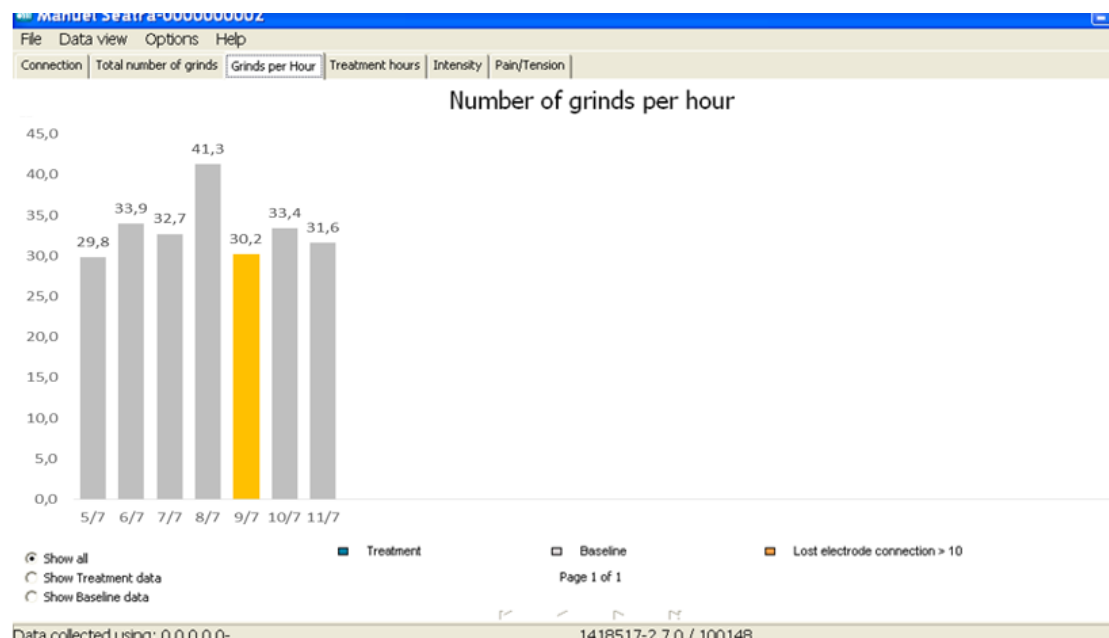 Manuel Seatra-0000000002
File Data view Options Help
Connection Total number of grinds Grinds per Hour Treatment hours Intensity Pain/Tension
Number of grinds per hour
45,0
40,0
35,0
30,0
25,0
20,0
15,0
10,0
5,0
0,0
29,8
33,9
32,7
41,3
30,2
33,4
31,6
5/7 6/7 7/7 8/7 9/7 10/7 11/7
Show all
Show Treatment data
Show Baseline data
Treatment Baseline Lost electrode connection > 10
Page 1 of 1
Data collected using: 0.0.0.0.0- 1418517-2.7.0 / 100148